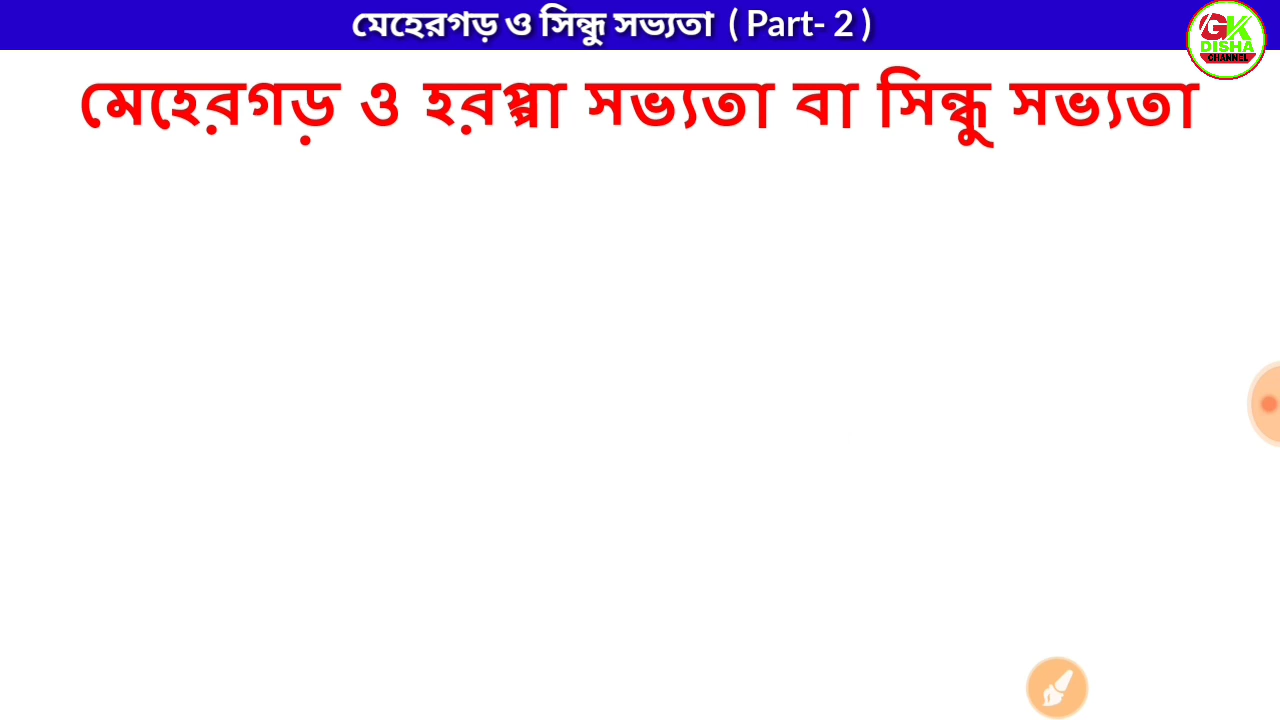 মেহেরগড় ও সিন্ধু সভ্যতা ( Part- 2 )
GK
DISHA
CHANNEL
মেহেরগড় ও হরপ্পা সভ্যতা বা সিন্ধু সভ্যতা